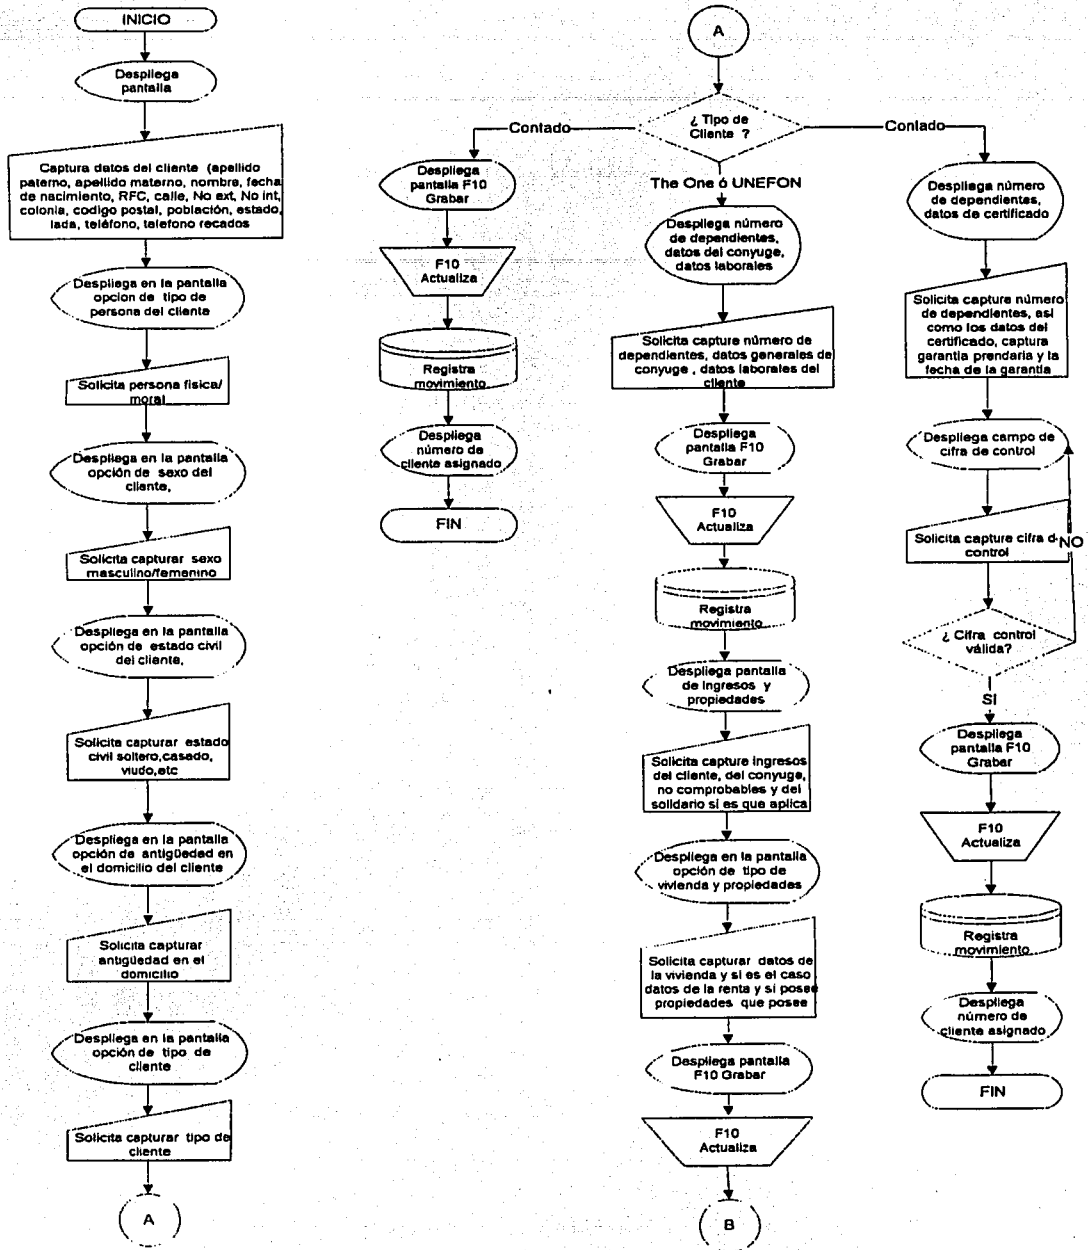 INICIO
Despliega
pantalla
Captura datos del cliente (apellido
paterno, apellido materno, nombre, fecha
de nacimiento, RFC, calle, No ext, No int,
colonia, codigo postal, población, estado,
lada, teléfono, telefono recados
Despliega en la pantalla
opcion de tipo de
persona del cliente
Solicita persona fisica/
moral
Despliega en la pantalla
opción de sexo del
cliente,
Solicita capturar sexo
masculino/femenino
Despliega en la pantalla
opción de estado civil
del cliente,
Solicita capturar estado
civil soltero,casado,
viudo,etc
Despliega en la pantalla
opción de antigüedad en
el domicilio del cliente
Solicita capturar
antigüedad en el
domicilio
Despliega en la pantalla
opción de tipo de
cliente
Solicita capturar tipo de
cliente
A
A
¿ Tipo de
Cliente ?
Contado
Despliega
pantalla F10
Grabar
F10
Actualiza
Registra
movimiento
Despliega
número de
cliente asignado
FIN
The One ó UNEFON
Despliega número
de dependientes,
datos del conyuge,
datos laborales
Solicita capture número de
dependientes, datos generales de
conyuge , datos laborales del
cliente
Despliega
pantalla F10
Grabar
F10
Actualiza
Registra
movimiento
Despliega pantalla
de ingresos y
propiedades
Solicita capture ingresos
del cliente, del conyuge,
no comprobables y del
solidario si es que aplica
Despliega en la pantalla
opción de tipo de
vivienda y propiedades
Solicita capturar datos de
la vivienda y si es el caso
datos de la renta y si posee
propiedades que posee
Despliega pantalla
F10 Grabar
F10
Actualiza
B
Contado
Despliega número
de dependientes,
datos de certificado
Solicita capture número
de dependientes, asi
como los datos del
certificado, captura
garantia prendaria y la
fecha de la garantia
Despliega campo de
cifra de control
Solicita capture cifra d
control
NO
¿ Cifra control
válida?
SI
Despliega
pantalla F10
Grabar
F10
Actualiza
Registra
movimiento
Despliega
número de
cliente asignado
FIN